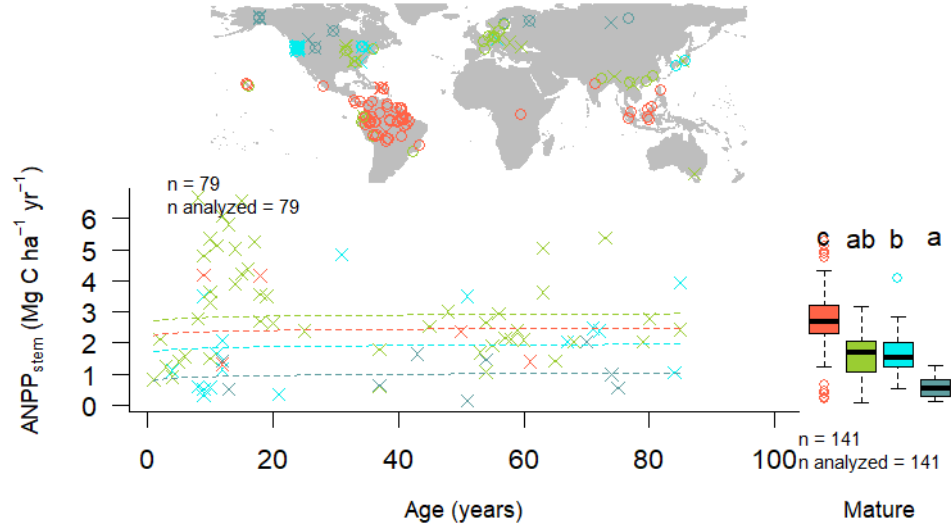 n = 79
n analyzed = 79
ANPP_stem (Mg C ha⁻¹ yr⁻¹)
6
5
4
3
2
1
0
c ab b a
n = 141
n analyzed = 141
0 20 40 60 80 100
Age (years)
Mature